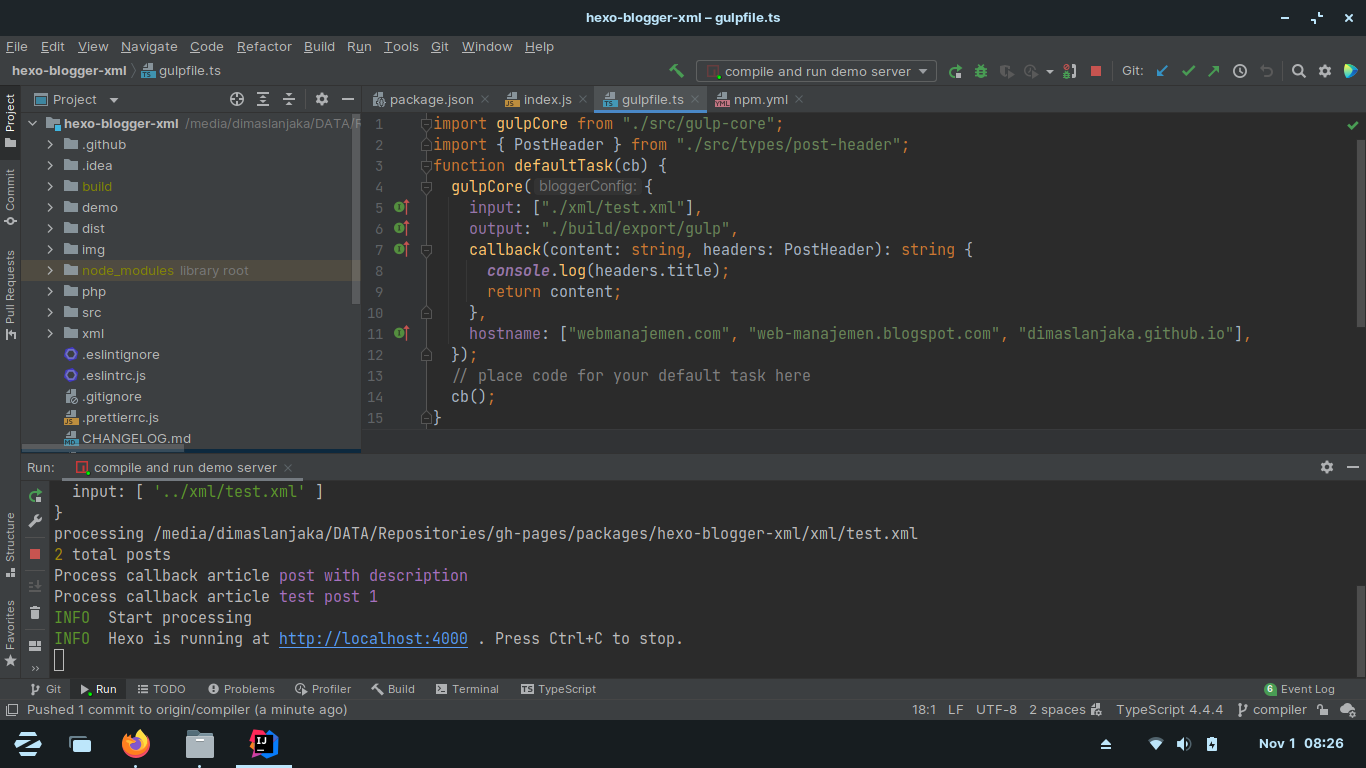 hexo-blogger-xml – gulpfile.ts
File Edit View Navigate Code Refactor Build Run Tools Git Window Help
hexo-blogger-xml gulpfile.ts
compile and run demo server
Git:
Project
package.json
index.js
gulpfile.ts
npm.yml
Project
Commit
Pull Requests
Structure
Favorites
hexo-blogger-xml /media/dimaslanjaka/DATA/
.github
.idea
build
demo
dist
img
node_modules library root
php
src
xml
.eslintignore
.eslintrc.js
.gitignore
.prettierrc.js
CHANGELOG.md
1 import gulpCore from "./src/gulp-core";
2 import { PostHeader } from "./src/types/post-header";
3 function defaultTask(cb) {
4 gulpCore( bloggerConfig: {
5 input: ["./xml/test.xml"],
6 output: "./build/export/gulp",
7 callback(content: string, headers: PostHeader): string {
8 console.log(headers.title);
9 return content;
10 },
11 hostname: ["webmanajemen.com", "web-manajemen.blogspot.com", "dimaslanjaka.github.io"],
12 });
13 // place code for your default task here
14 cb();
15 }
Run: compile and run demo server
input: [ '../xml/test.xml' ]
}
processing /media/dimaslanjaka/DATA/Repositories/gh-pages/packages/hexo-blogger-xml/xml/test.xml
2 total posts
Process callback article post with description
Process callback article test post 1
INFO Start processing
INFO Hexo is running at http://localhost:4000 . Press Ctrl+C to stop.
Git Run TODO Problems Profiler Build Terminal TypeScript 6 Event Log
Pushed 1 commit to origin/compiler (a minute ago) 18:1 LF UTF-8 2 spaces TypeScript 4.4.4 compiler
Nov 1 08:26